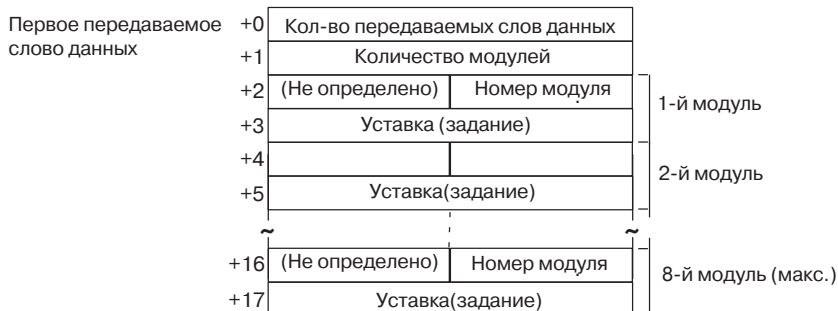 Первое передаваемое
слово данных
+0 Кол-во передаваемых слов данных
+1 Количество модулей
+2 (Не определено) Номер модуля
1-й модуль
+3 Уставка (задание)
+4
2-й модуль
+5 Уставка(задание)
~ ~
+16 (Не определено) Номер модуля
8-й модуль (макс.)
+17 Уставка(задание)